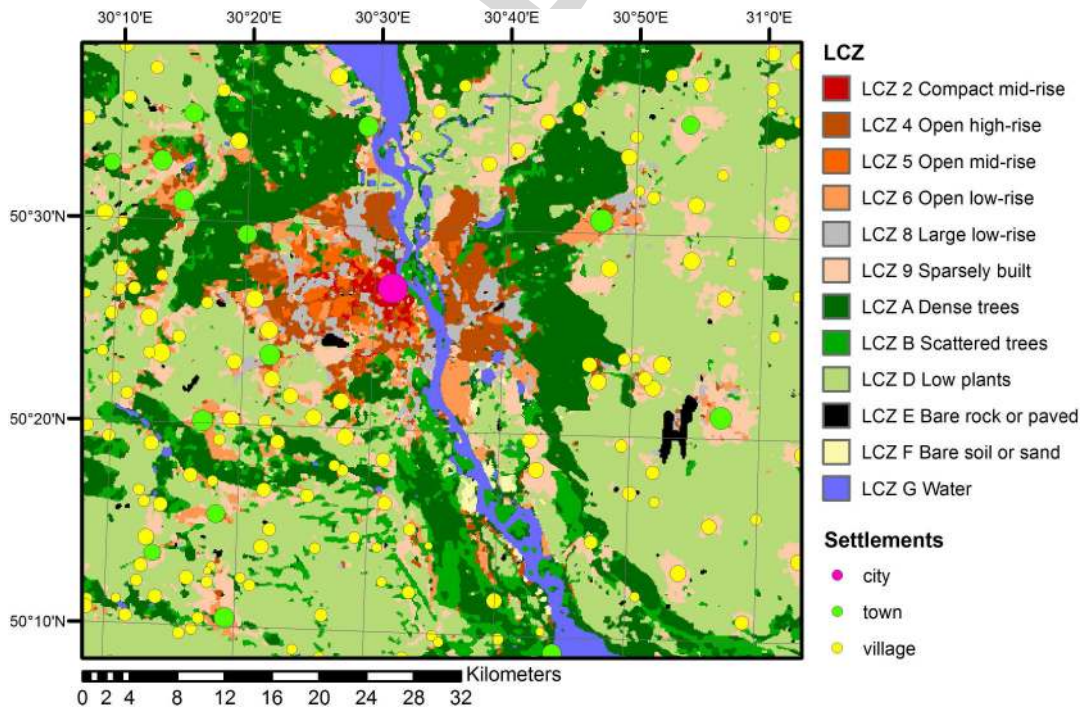 30°10'E 30°20'E 30°30'E 30°40'E 30°50'E 31°0'E
50°30'N
50°20'N
50°10'N
LCZ
LCZ 2 Compact mid-rise
LCZ 4 Open high-rise
LCZ 5 Open mid-rise
LCZ 6 Open low-rise
LCZ 8 Large low-rise
LCZ 9 Sparsely built
LCZ A Dense trees
LCZ B Scattered trees
LCZ D Low plants
LCZ E Bare rock or paved
LCZ F Bare soil or sand
LCZ G Water
Settlements
city
town
village
Kilometers
0 2 4 8 12 16 20 24 28 32